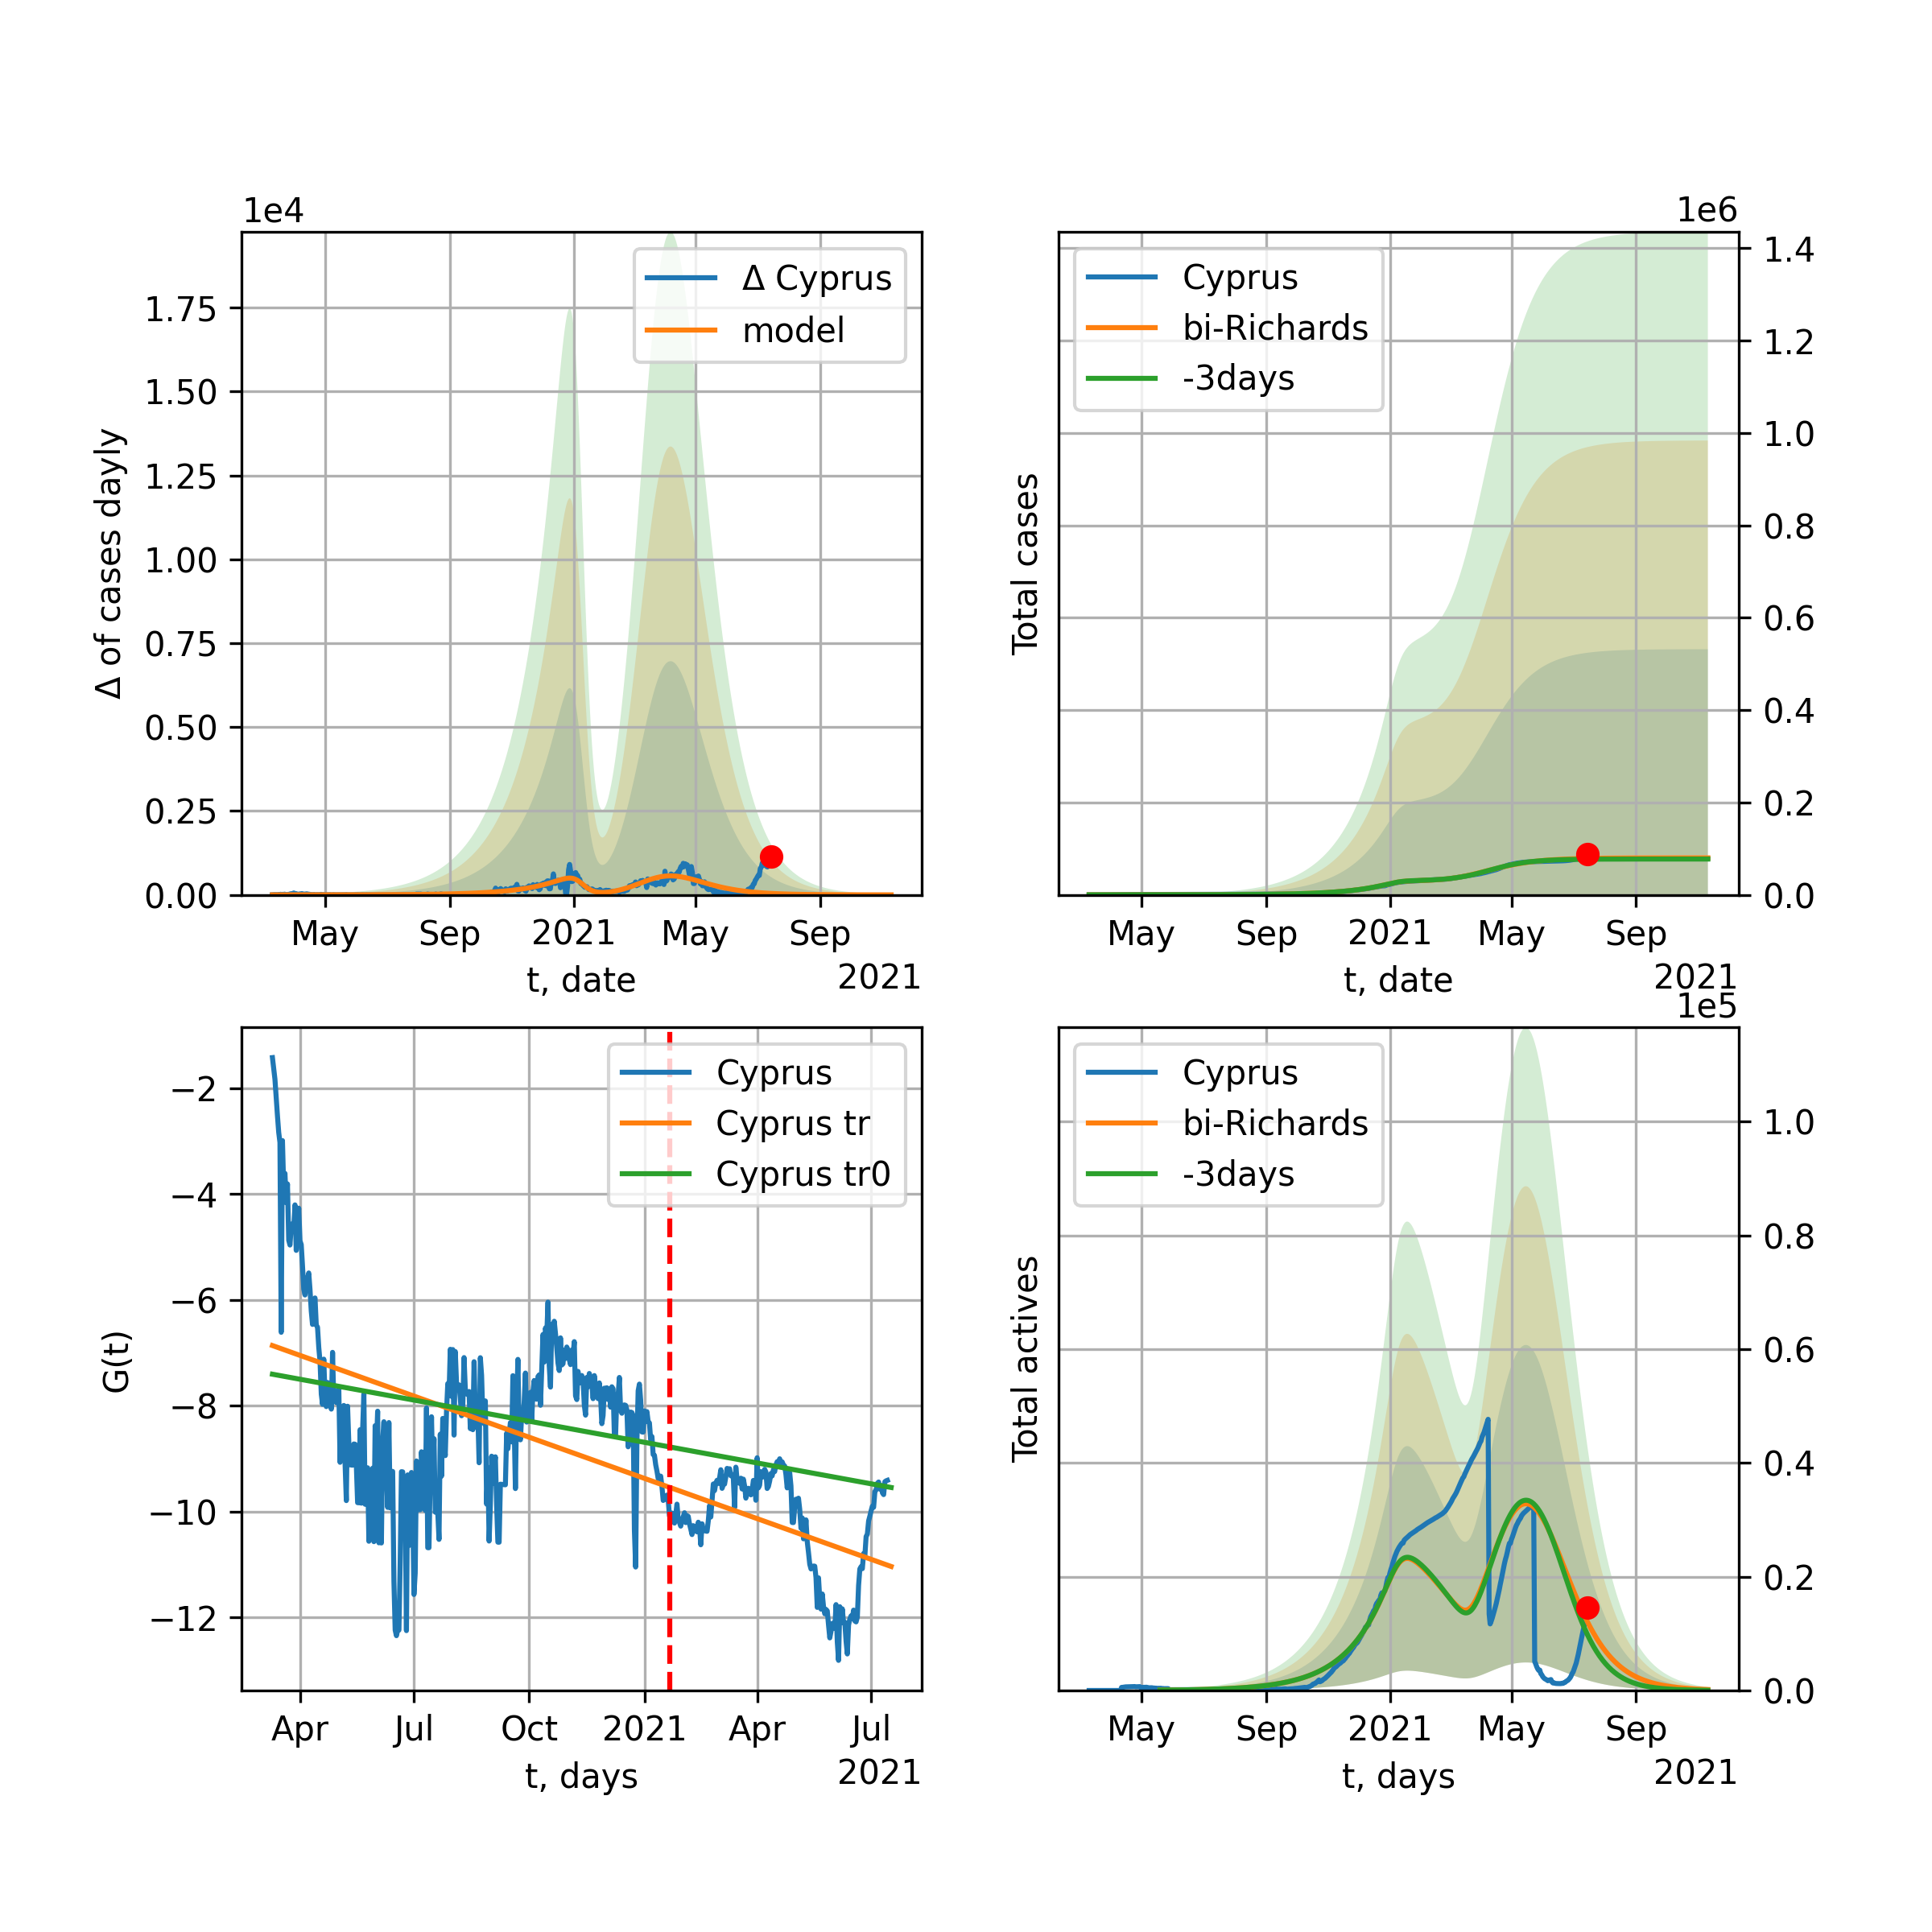 1e4
Δ of cases dayly
1.75
1.50
1.25
1.00
0.75
0.50
0.25
0.00
Δ Cyprus
model
May Sep 2021 May Sep
t, date
2021
1e6
Total cases
Cyprus
bi-Richards
-3days
1.4
1.2
1.0
0.8
0.6
0.4
0.2
0.0
May Sep 2021 May Sep
t, date
2021
G(t)
−2
−4
−6
−8
−10
−12
Cyprus
Cyprus tr
Cyprus tr0
Apr Jul Oct 2021 Apr Jul
t, days
2021
1e5
Total actives
Cyprus
bi-Richards
-3days
1.0
0.8
0.6
0.4
0.2
0.0
May Sep 2021 May Sep
t, days
2021